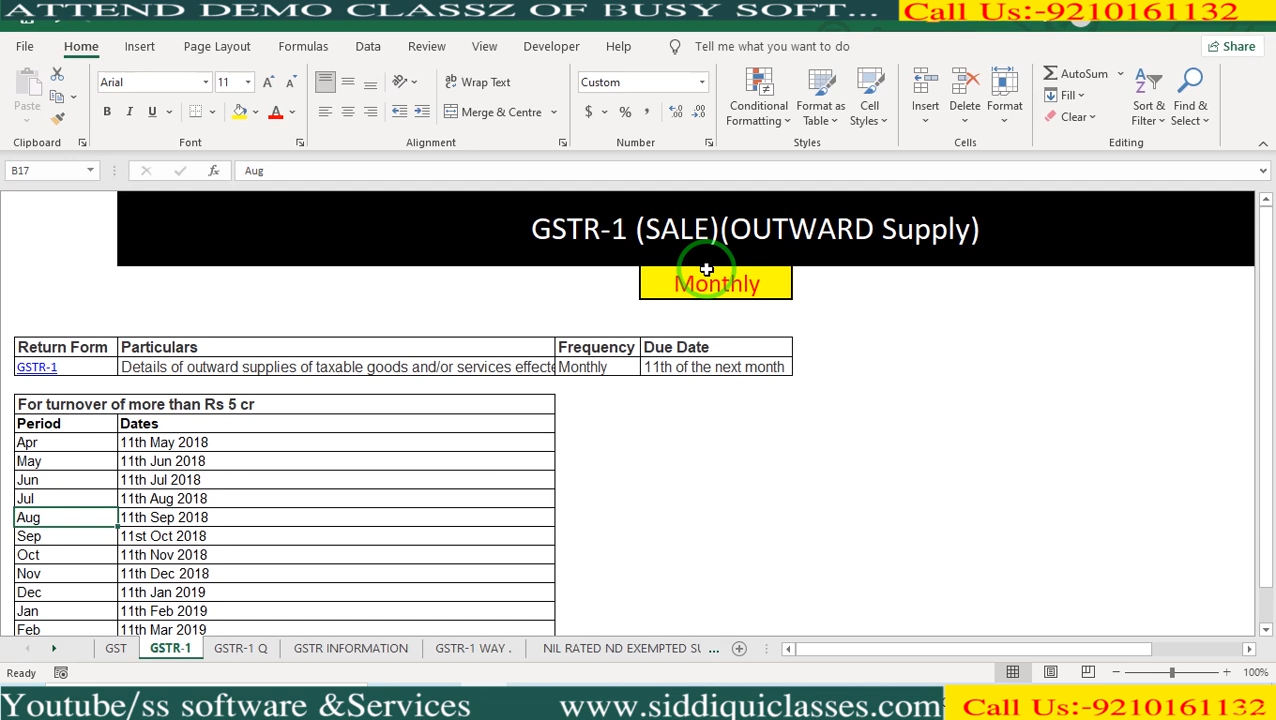 ATTEND DEMO CLASSZ OF BUSY SOFT...
Call Us:-9210161132
File Home Insert Page Layout Formulas Data Review View Developer Help Tell me what you want to do Share
Paste
Arial 11
B I U
Wrap Text
Merge & Centre
Custom
$ % ,
Conditional Formatting
Format as Table
Cell Styles
Insert Delete Format
AutoSum
Fill
Clear
Sort & Filter
Find & Select
Clipboard Font Alignment Number Styles Cells Editing
B17 fx Aug
GSTR-1 (SALE)(OUTWARD Supply)
Monthly
Return Form Particulars Frequency Due Date
GSTR-1 Details of outward supplies of taxable goods and/or services effecte Monthly 11th of the next month
For turnover of more than Rs 5 cr
Period Dates
Apr 11th May 2018
May 11th Jun 2018
Jun 11th Jul 2018
Jul 11th Aug 2018
Aug 11th Sep 2018
Sep 11st Oct 2018
Oct 11th Nov 2018
Nov 11th Dec 2018
Dec 11th Jan 2019
Jan 11th Feb 2019
Feb 11th Mar 2019
GST GSTR-1 GSTR-1 Q GSTR INFORMATION GSTR-1 WAY . NIL RATED ND EXEMPTED SU ...
Ready 100%
Youtube/ss software &Services www.siddiquiclasses.com Call Us:-9210161132